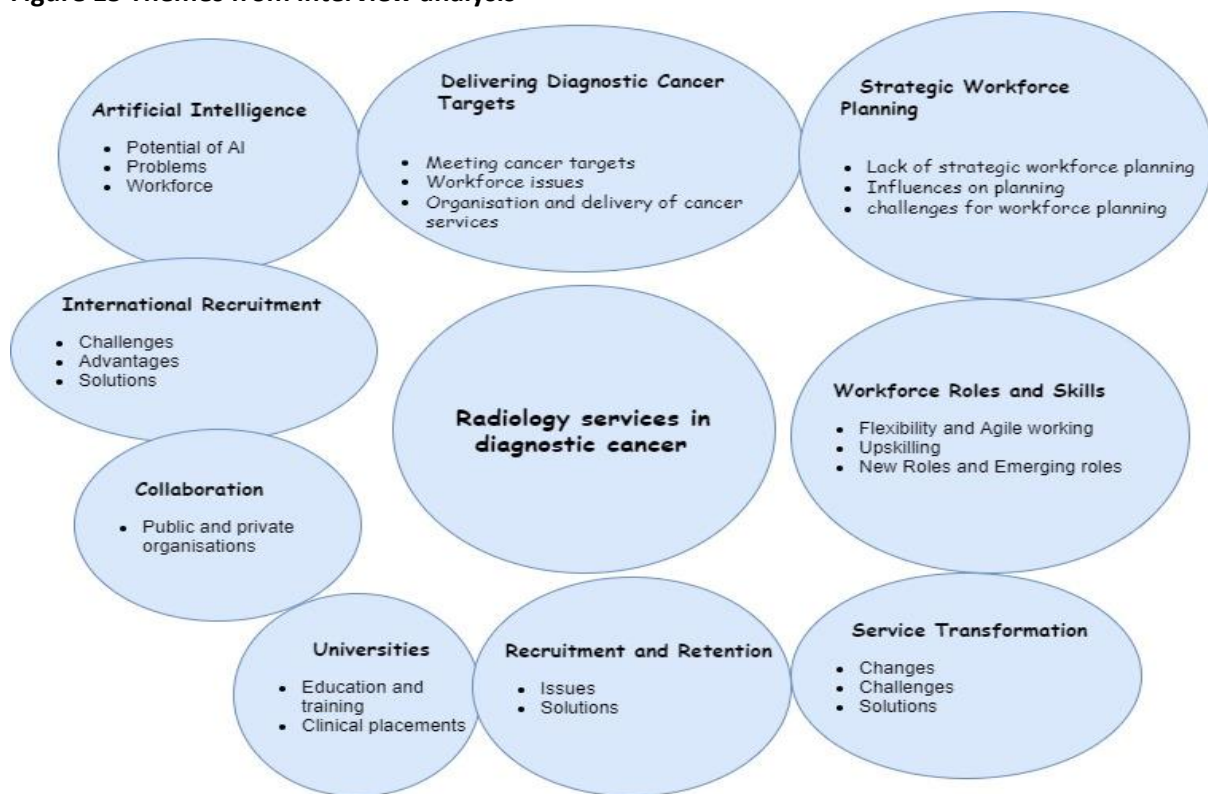 Figure Themes from interview analysis
Artificial Intelligence
• Potential of AI
• Problems
• Workforce
Delivering Diagnostic Cancer
Targets
• Meeting cancer targets
• Workforce issues
• Organisation and delivery of cancer
services
Strategic Workforce
Planning
• Lack of strategic workforce planning
• Influences on planning
• challenges for workforce planning
International Recruitment
• Challenges
• Advantages
• Solutions
Radiology services in
diagnostic cancer
Workforce Roles and Skills
• Flexibility and Agile working
• Upskilling
• New Roles and Emerging roles
Collaboration
• Public and private
organisations
Universities
• Education and
training
• Clinical placements
Recruitment and Retention
• Issues
• Solutions
Service Transformation
• Changes
• Challenges
• Solutions